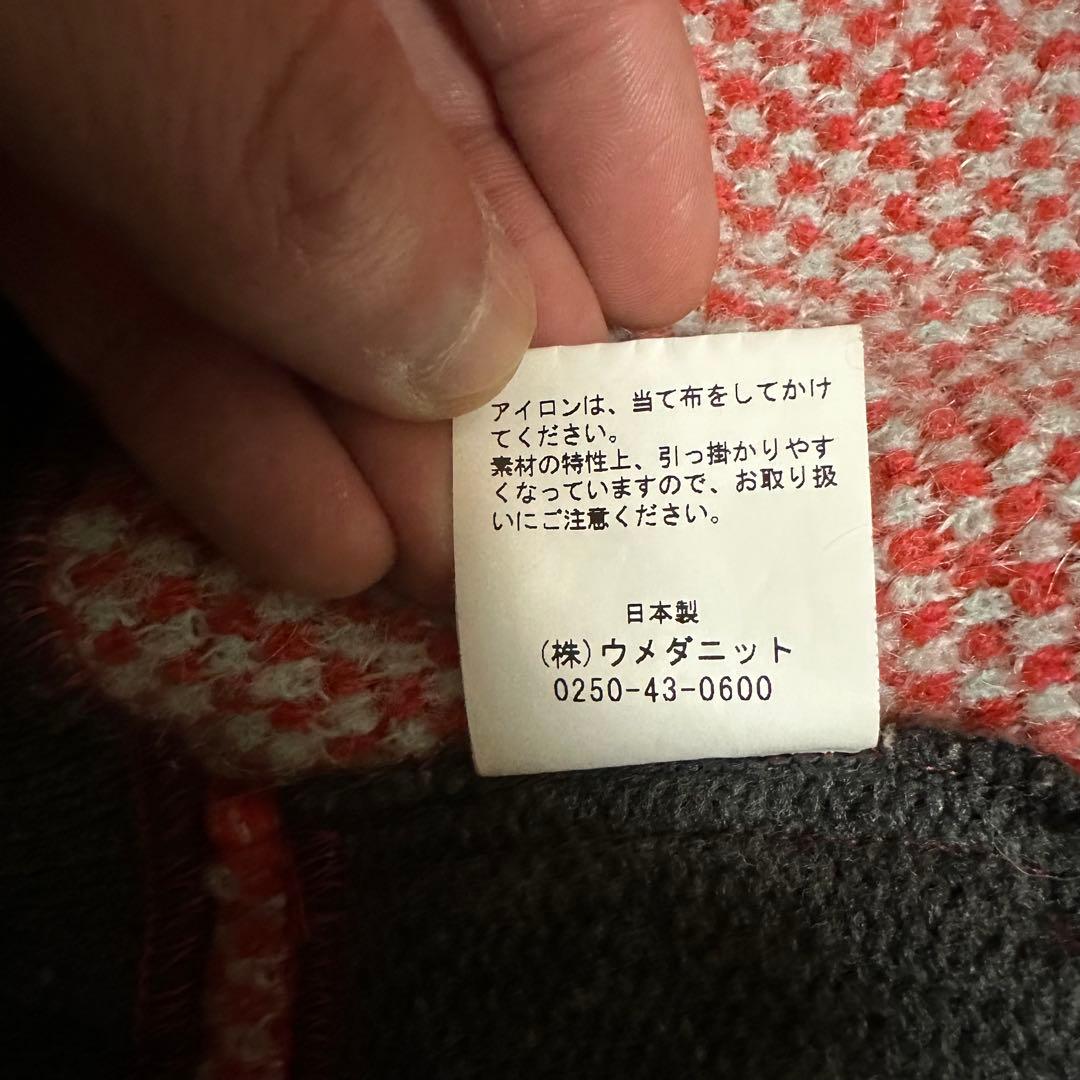 アイロンは、当て布をしてかけ
てください。
素材の特性上、引っ掛かりやす
くなっていますので、お取り扱
いにご注意ください。
日本製
(株)ウメダニット
0250-43-0600